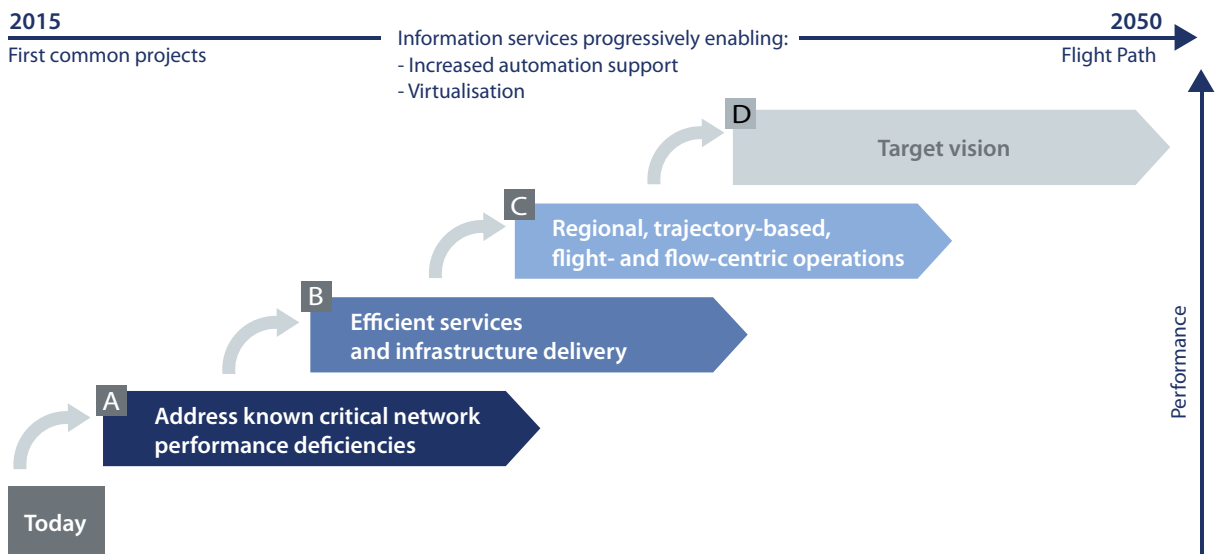 2015
First common projects
Information services progressively enabling:
- Increased automation support
- Virtualisation
2050
Flight Path
D
Target vision
C
Regional, trajectory-based,
flight- and flow-centric operations
B
Efficient services
and infrastructure delivery
A
Address known critical network
performance deficiencies
Today
Performance